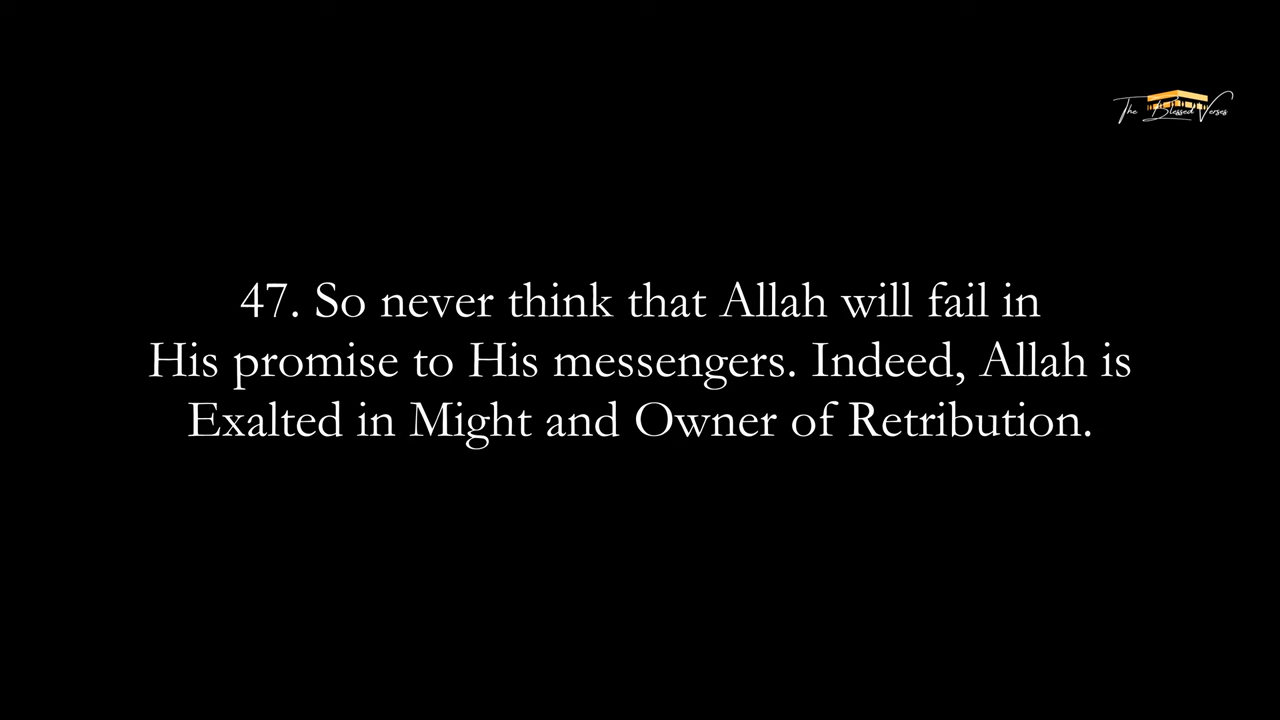 The Blessed Verses
47. So never think that Allah will fail in
His promise to His messengers. Indeed, Allah is
Exalted in Might and Owner of Retribution.